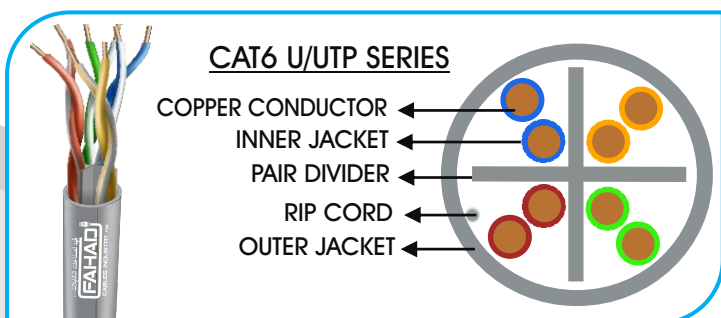 CAT6 U/UTP SERIES
COPPER CONDUCTOR
INNER JACKET
PAIR DIVIDER
RIP CORD
OUTER JACKET
FAHAD
CABLES INDUSTRY